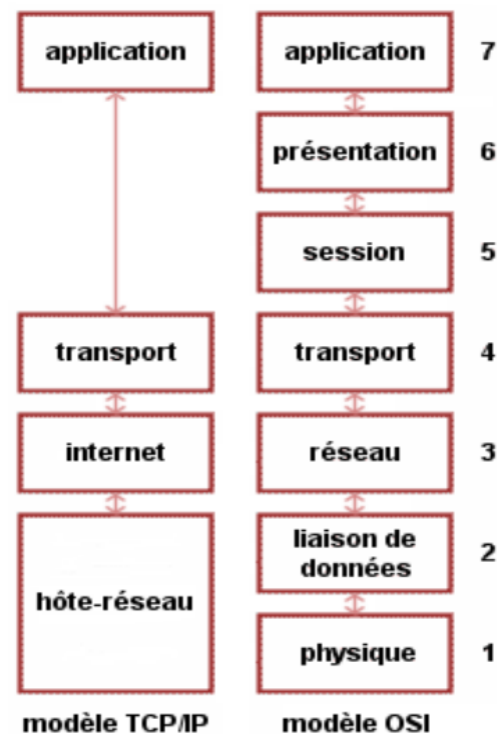 application
application
7
présentation
6
session
5
transport
transport
4
internet
réseau
3
hôte-réseau
liaison de
données
2
physique
1
modèle TCP/IP
modèle OSI